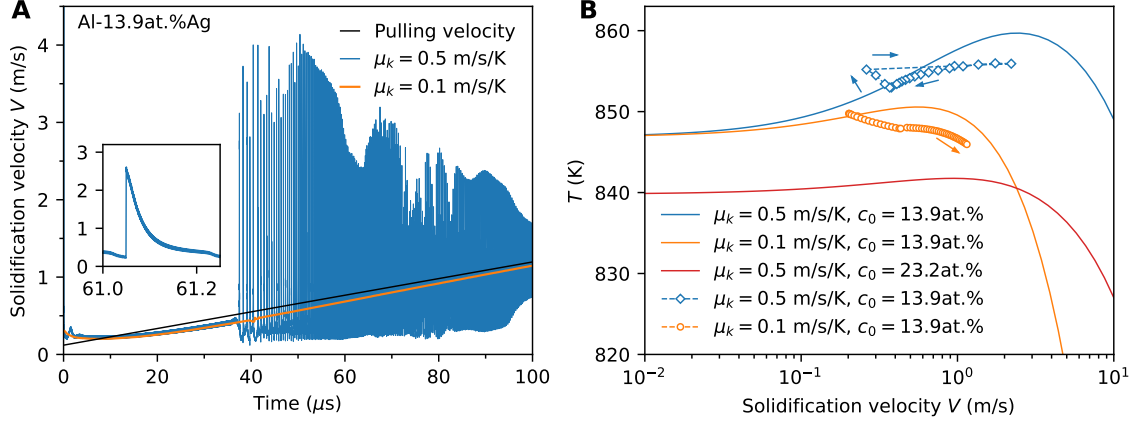 A
Al-13.9at.%Ag
Pulling velocity
μk = 0.5 m/s/K
μk = 0.1 m/s/K
Solidification velocity V (m/s)
4
3
2
1
0
3
2
1
0
61.0
61.2
0
20
40
60
80
100
Time (μs)
B
T (K)
860
850
840
830
820
μk = 0.5 m/s/K, c0 = 13.9at.%
μk = 0.1 m/s/K, c0 = 13.9at.%
μk = 0.5 m/s/K, c0 = 23.2at.%
μk = 0.5 m/s/K, c0 = 13.9at.%
μk = 0.1 m/s/K, c0 = 13.9at.%
10−2
10−1
100
101
Solidification velocity V (m/s)